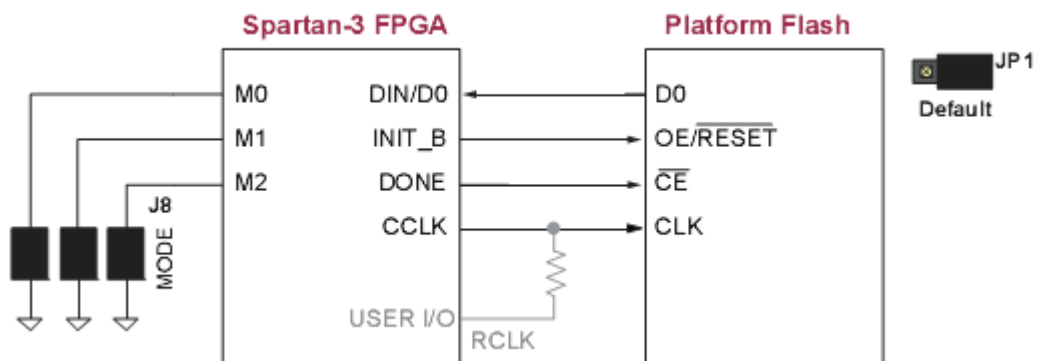 Spartan-3 FPGA
Platform Flash
JP1
Default
M0
DIN/D0
D0
M1
INIT_B
OE/RESET
M2
DONE
CE
J8
MODE
CCLK
CLK
USER I/O
RCLK